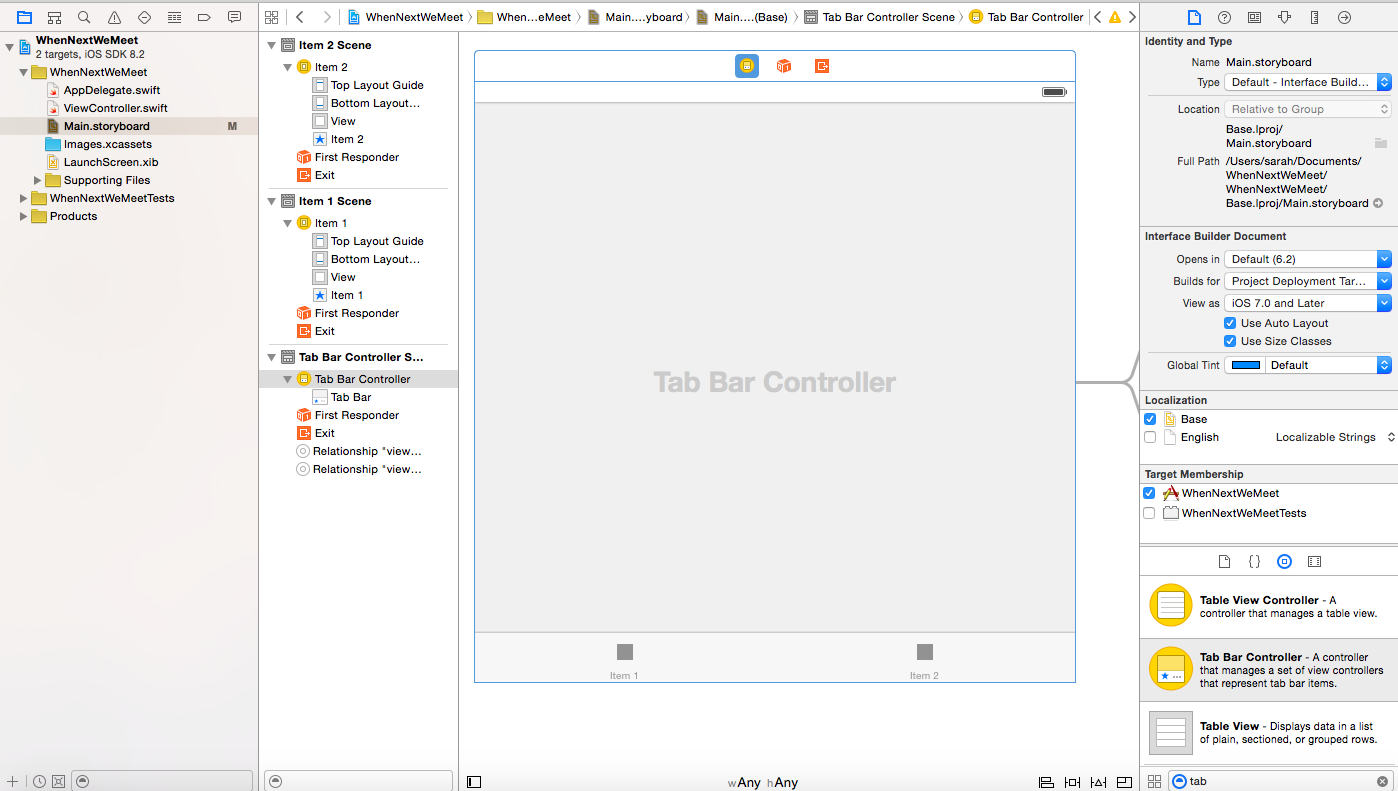 WhenNextWeMeet
When...eMeet
Main....yboard
Main....(Base)
Tab Bar Controller Scene
Tab Bar Controller
WhenNextWeMeet
2 targets, iOS SDK 8.2
WhenNextWeMeet
AppDelegate.swift
ViewController.swift
Main.storyboard M
Images.xcassets
LaunchScreen.xib
Supporting Files
WhenNextWeMeetTests
Products
Item 2 Scene
Item 2
Top Layout Guide
Bottom Layout...
View
Item 2
First Responder
Exit
Item 1 Scene
Item 1
Top Layout Guide
Bottom Layout...
View
Item 1
First Responder
Exit
Tab Bar Controller S...
Tab Bar Controller
Tab Bar
First Responder
Exit
Relationship "view...
Relationship "view...
Tab Bar Controller
Item 1
Item 2
wAny hAny
Identity and Type
Name Main.storyboard
Type Default - Interface Build...
Location Relative to Group
Base.lproj/
Main.storyboard
Full Path /Users/sarah/Documents/
WhenNextWeMeet/
WhenNextWeMeet/
Base.lproj/Main.storyboard
Interface Builder Document
Opens in Default (6.2)
Builds for Project Deployment Tar...
View as iOS 7.0 and Later
Use Auto Layout
Use Size Classes
Global Tint Default
Localization
Base
English Localizable Strings
Target Membership
WhenNextWeMeet
WhenNextWeMeetTests
Table View Controller - A
controller that manages a table view.
Tab Bar Controller - A controller
that manages a set of view controllers
that represent tab bar items.
Table View - Displays data in a list
of plain, sectioned, or grouped rows.
tab